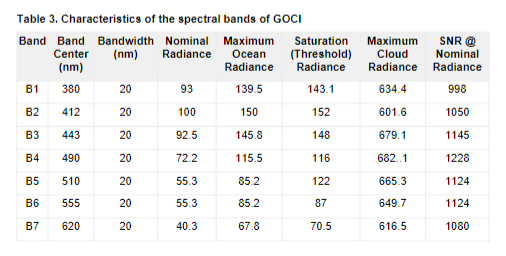 Table 3. Characteristics of the spectral bands of GOCI
Band Band Bandwidth Nominal Maximum Saturation Maximum SNR @
Center (nm) Radiance Ocean (Threshold) Cloud Nominal
(nm) Radiance Radiance Radiance Radiance
B1 380 20 93 139.5 143.1 634.4 998
B2 412 20 100 150 152 601.6 1050
B3 443 20 92.5 145.8 148 679.1 1145
B4 490 20 72.2 115.5 116 682..1 1228
B5 510 20 55.3 85.2 122 665.3 1124
B6 555 20 55.3 85.2 87 649.7 1124
B7 620 20 40.3 67.8 70.5 616.5 1080